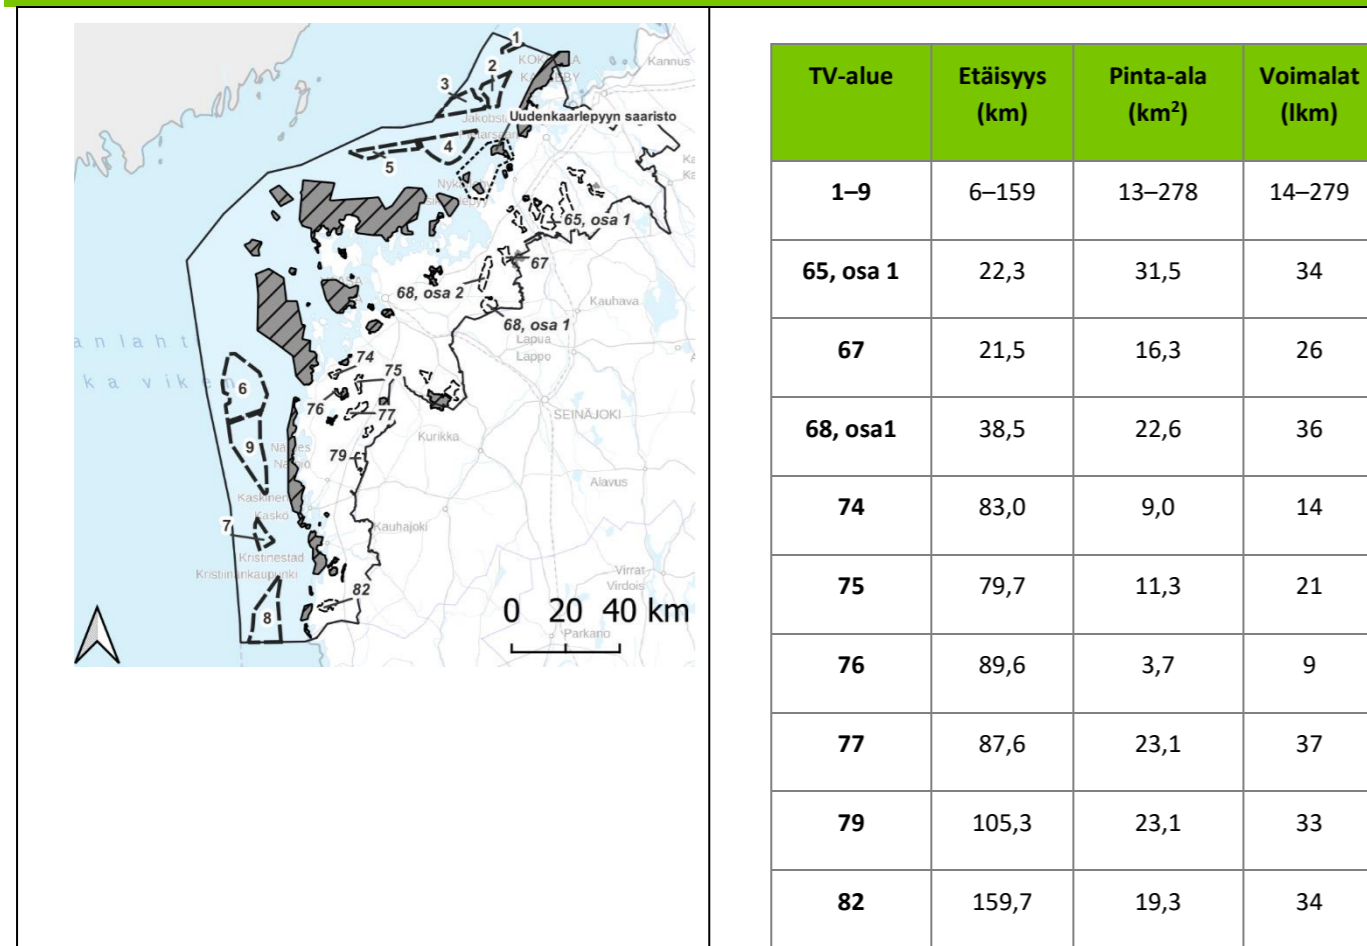 1
KOK
KA
BY
Kannus
2
3
Jakobst
Uudenkaarlepyyn saaristo
4
5
Nyk
65, osa 1
67
68, osa 2
Kauhava
68, osa 1
Lapua
Lappo
a n l a h t
k a v i k e n
74
75
6
76
77
SEINÄJOKI
Kurikka
9
79
Alavus
Kaskinen
Kaskö
7
Kauhajoki
Kristinestad
Kristiinankaupunki
Virrat
Virdois
82
8
0 20 40 km
Parkano
TV-alue Etäisyys (km) Pinta-ala (km²) Voimalat (lkm)
1–9 6–159 13–278 14–279
65, osa 1 22,3 31,5 34
67 21,5 16,3 26
68, osa1 38,5 22,6 36
74 83,0 9,0 14
75 79,7 11,3 21
76 89,6 3,7 9
77 87,6 23,1 37
79 105,3 23,1 33
82 159,7 19,3 34